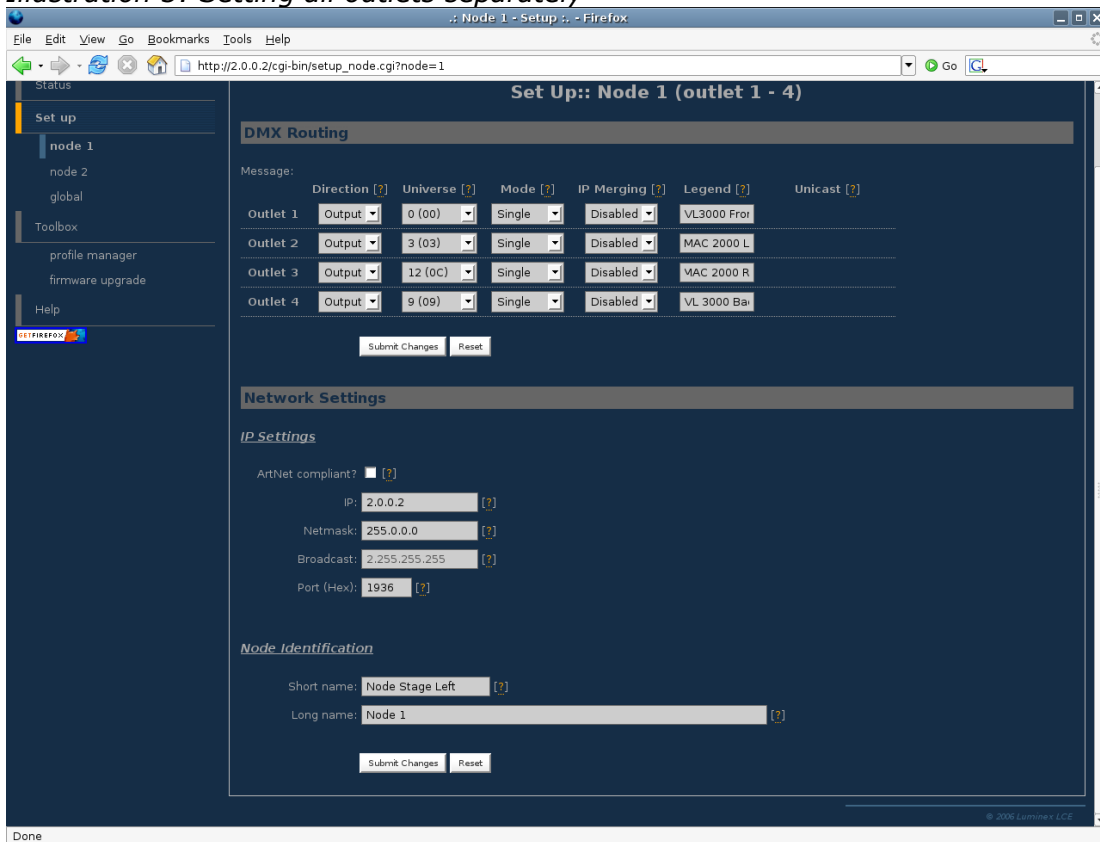 Illustration 5: Setting all outlets separately
.: Node 1 - Setup :. - Firefox
File Edit View Go Bookmarks Tools Help
http://2.0.0.2/cgi-bin/setup_node.cgi?node=1 Go G
Status
Set up
node 1
node 2
global
Toolbox
profile manager
firmware upgrade
Help
GETFIREFOX
Set Up:: Node 1 (outlet 1 - 4)
DMX Routing
Message:
Direction [?] Universe [?] Mode [?] IP Merging [?] Legend [?] Unicast [?]
Outlet 1 Output 0 (00) Single Disabled VL3000 Fror
Outlet 2 Output 3 (03) Single Disabled MAC 2000 L
Outlet 3 Output 12 (0C) Single Disabled MAC 2000 R
Outlet 4 Output 9 (09) Single Disabled VL 3000 Ba
Submit Changes Reset
Network Settings
IP Settings
ArtNet compliant? [?]
IP: 2.0.0.2 [?]
Netmask: 255.0.0.0 [?]
Broadcast: 2.255.255.255 [?]
Port (Hex): 1936 [?]
Node Identification
Short name: Node Stage Left [?]
Long name: Node 1 [?]
Submit Changes Reset
© 2006 Luminex LCE
Done